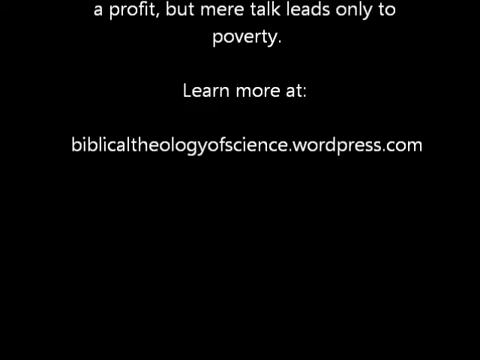 a profit, but mere talk leads only to
poverty.
Learn more at:
biblicaltheologyofscience.wordpress.com